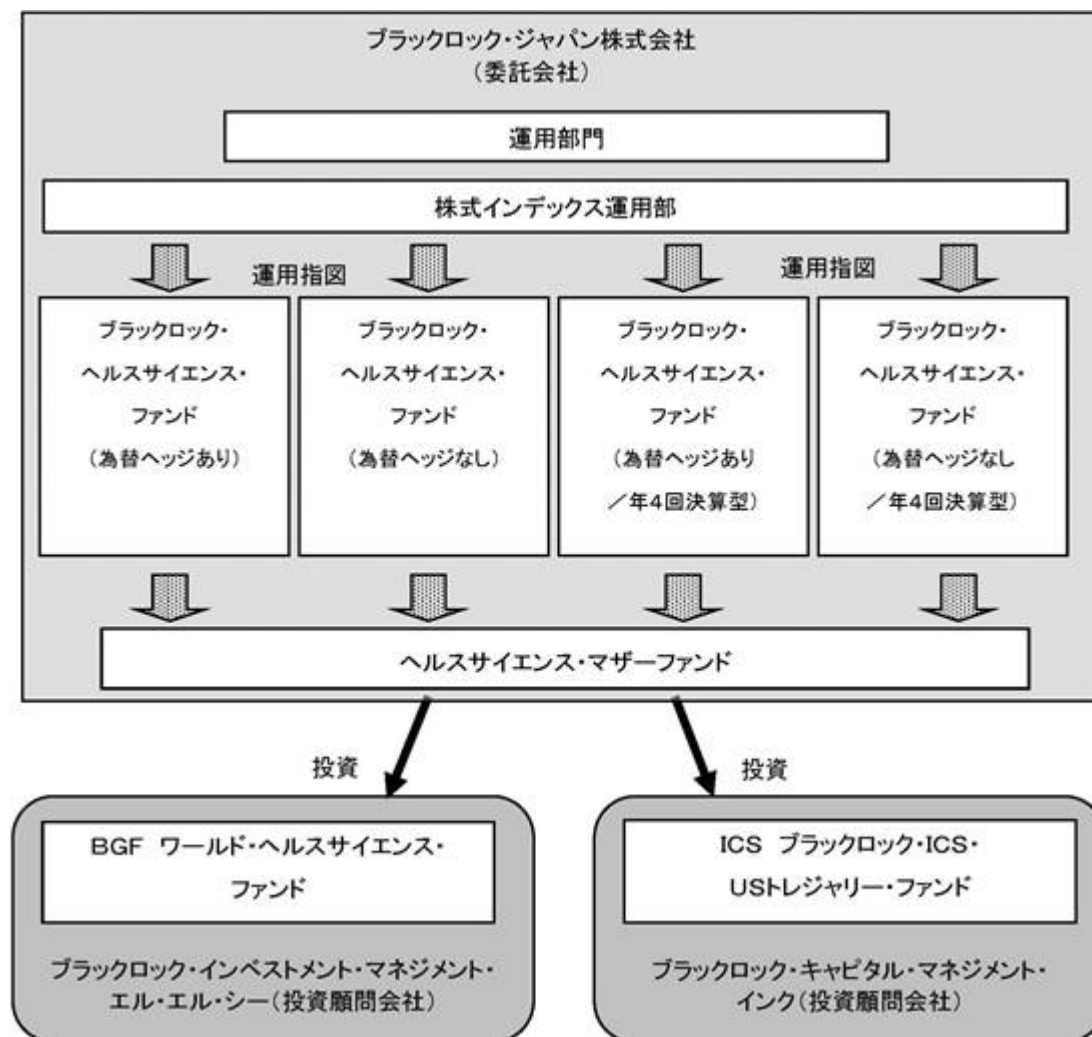 ブラックロック・ジャパン株式会社
（委託会社）
運用部門
株式インデックス運用部
運用指図
運用指図
ブラックロック・
ヘルスサイエンス・
ファンド
（為替ヘッジあり）
ブラックロック・
ヘルスサイエンス・
ファンド
（為替ヘッジなし）
ブラックロック・
ヘルスサイエンス・
ファンド
（為替ヘッジあり
／年４回決算型）
ブラックロック・
ヘルスサイエンス・
ファンド
（為替ヘッジなし
／年４回決算型）
ヘルスサイエンス・マザーファンド
投資
投資
ＢＧＦ ワールド・ヘルスサイエンス・
ファンド
ブラックロック・インベストメント・マネジメント・
エル・エル・シー（投資顧問会社）
ＩＣＳ ブラックロック・ＩＣＳ・
ＵＳトレジャリー・ファンド
ブラックロック・キャピタル・マネジメント・
インク（投資顧問会社）